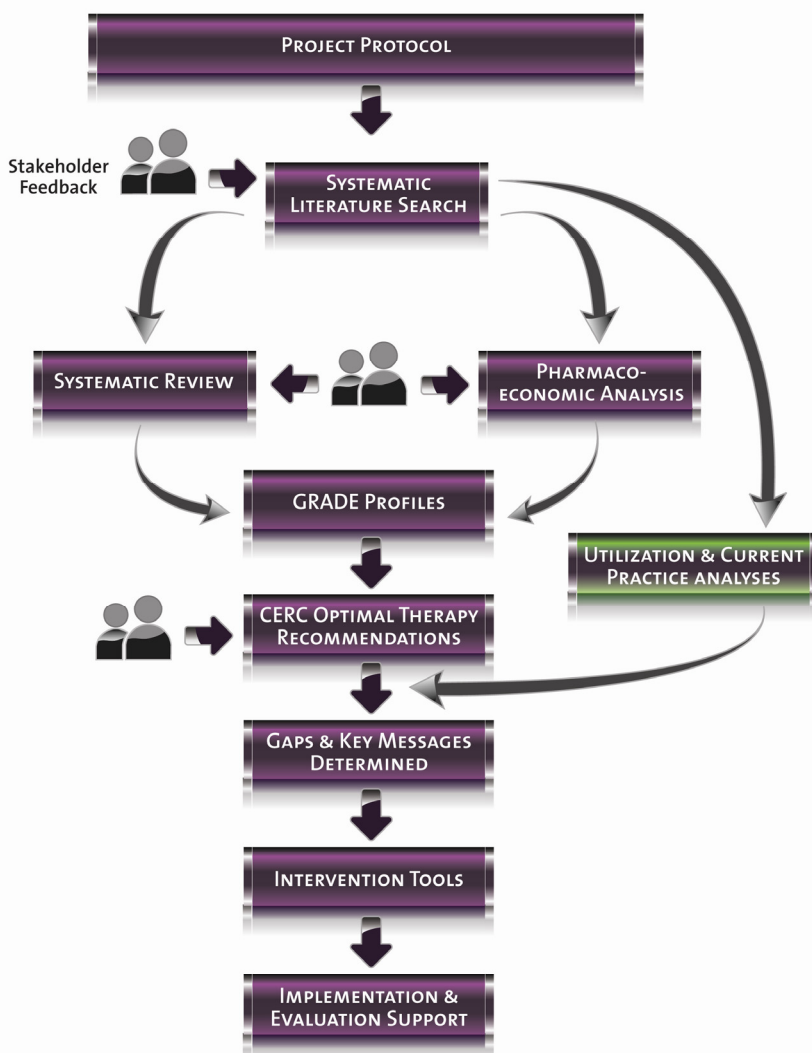 PROJECT PROTOCOL
Stakeholder
Feedback
SYSTEMATIC
LITERATURE SEARCH
SYSTEMATIC REVIEW
PHARMACO-
ECONOMIC ANALYSIS
GRADE PROFILES
UTILIZATION & CURRENT
PRACTICE ANALYSES
CERC OPTIMAL THERAPY
RECOMMENDATIONS
GAPS & KEY MESSAGES
DETERMINED
INTERVENTION TOOLS
IMPLEMENTATION &
EVALUATION SUPPORT